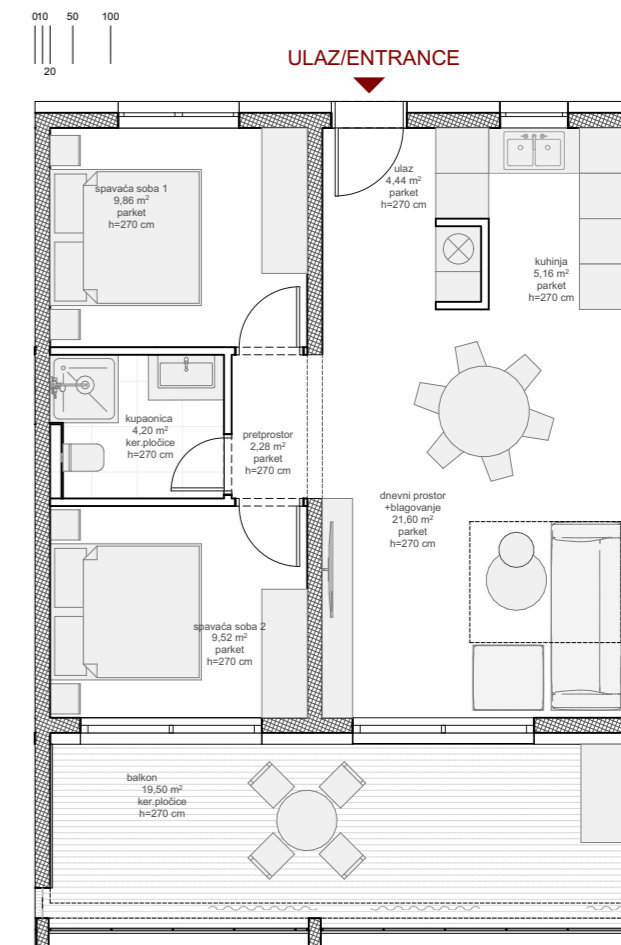 010 50 100
20
ULAZ/ENTRANCE
spavaća soba 1
9,86 m²
parket
h=270 cm
ulaz
4,44 m²
parket
h=270 cm
kuhinja
5,16 m²
parket
h=270 cm
kupaonica
4,20 m²
ker.pločice
h=270 cm
pretprostor
2,28 m²
parket
h=270 cm
dnevni prostor
+blagovanje
21,60 m²
parket
h=270 cm
spavaća soba 2
9,52 m²
parket
h=270 cm
balkon
19,50 m²
ker.pločice
h=270 cm